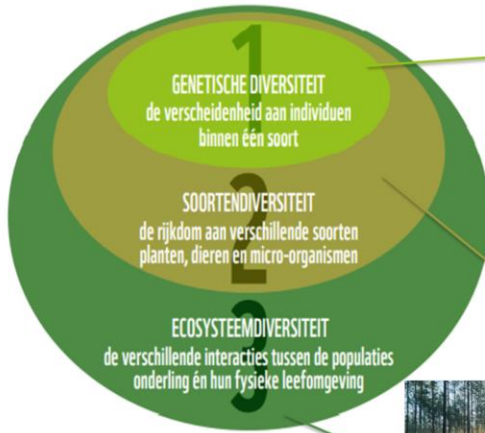 1
GENETISCHE DIVERSITEIT
de verscheidenheid aan individuen
binnen één soort
2
SOORTENDIVERSITEIT
de rijkdom aan verschillende soorten
planten, dieren en micro-organismen
3
ECOSYSTEEMDIVERSITEIT
de verschillende interacties tussen de populaties
onderling én hun fysieke leefomgeving